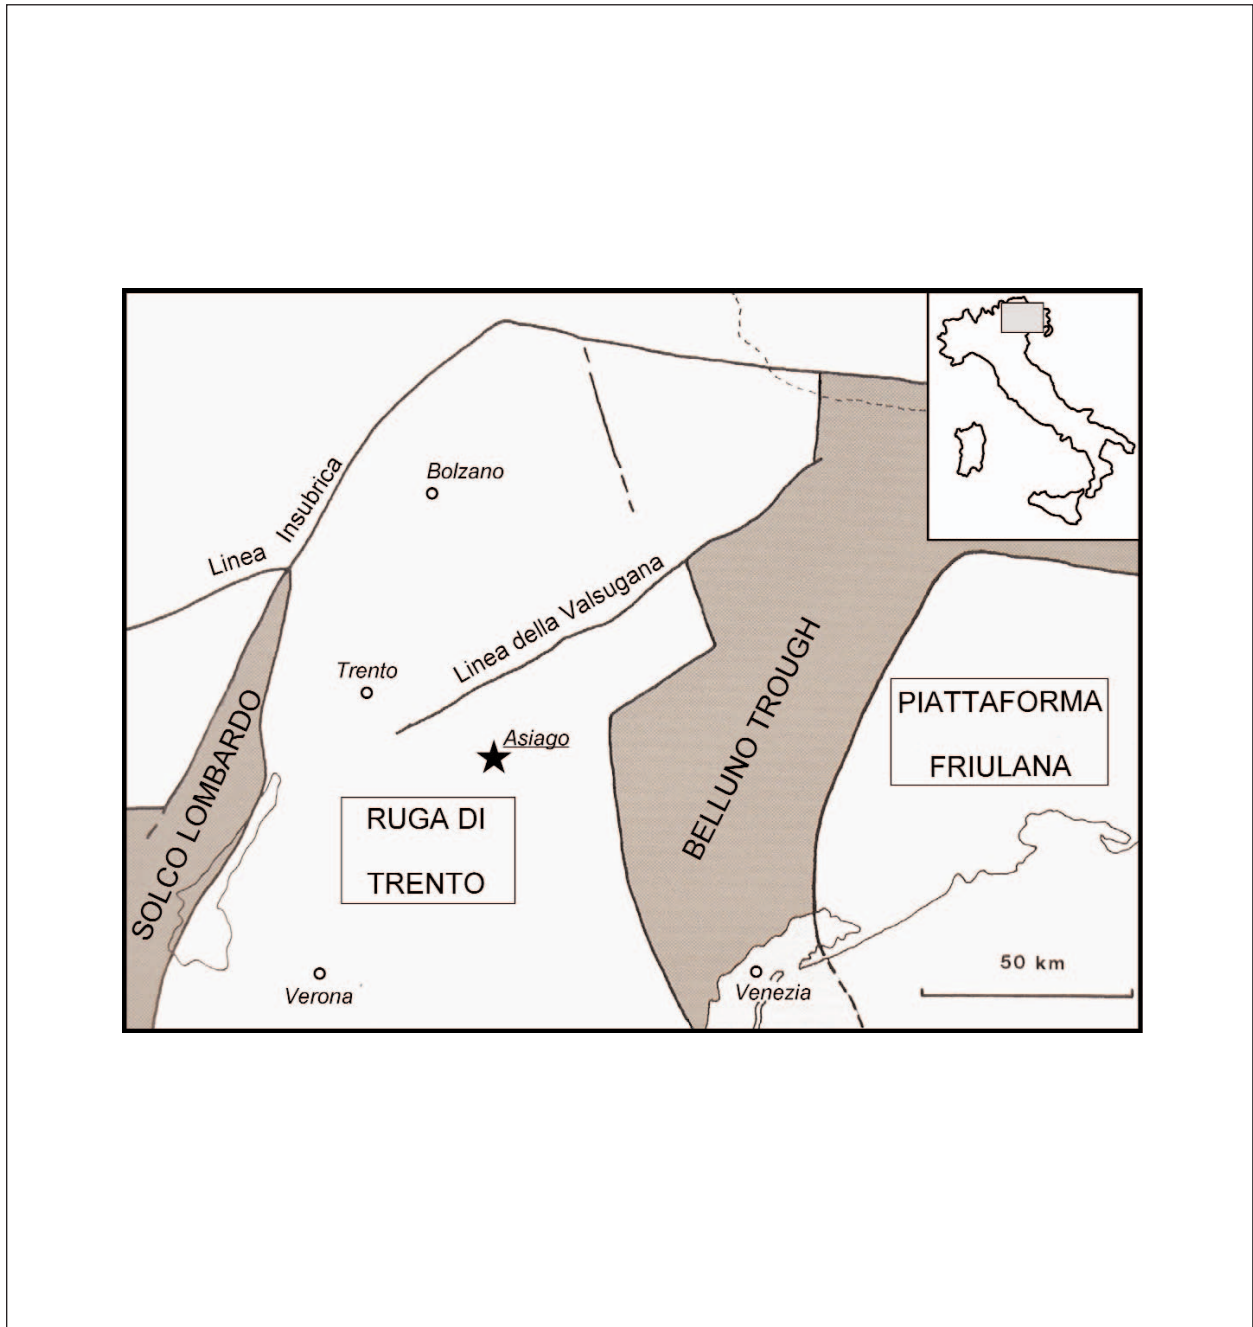 Bolzano
Linea Insubrica
Linea della Valsugana
Trento
Asiago
SOLCO LOMBARDO
BELLUNO TROUGH
PIATTAFORMA
FRIULANA
RUGA DI
TRENTO
50 km
Verona
Venezia